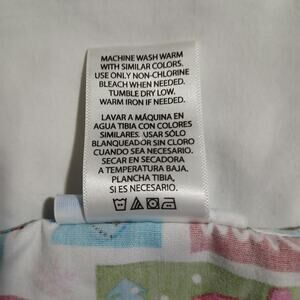 MACHINE WASH WARM
WITH SIMILAR COLORS.
USE ONLY NON-CHLORINE
BLEACH WHEN NEEDED.
TUMBLE DRY LOW.
WARM IRON IF NEEDED.
LAVAR A MÁQUINA EN
AGUA TIBIA CON COLORES
SIMILARES. USAR SÓLO
BLANQUEADOR SIN CLORO
CUANDO SEA NECESARIO.
SECAR EN SECADORA
A TEMPERATURA BAJA.
PLANCHA TIBIA,
SI ES NECESARIO.